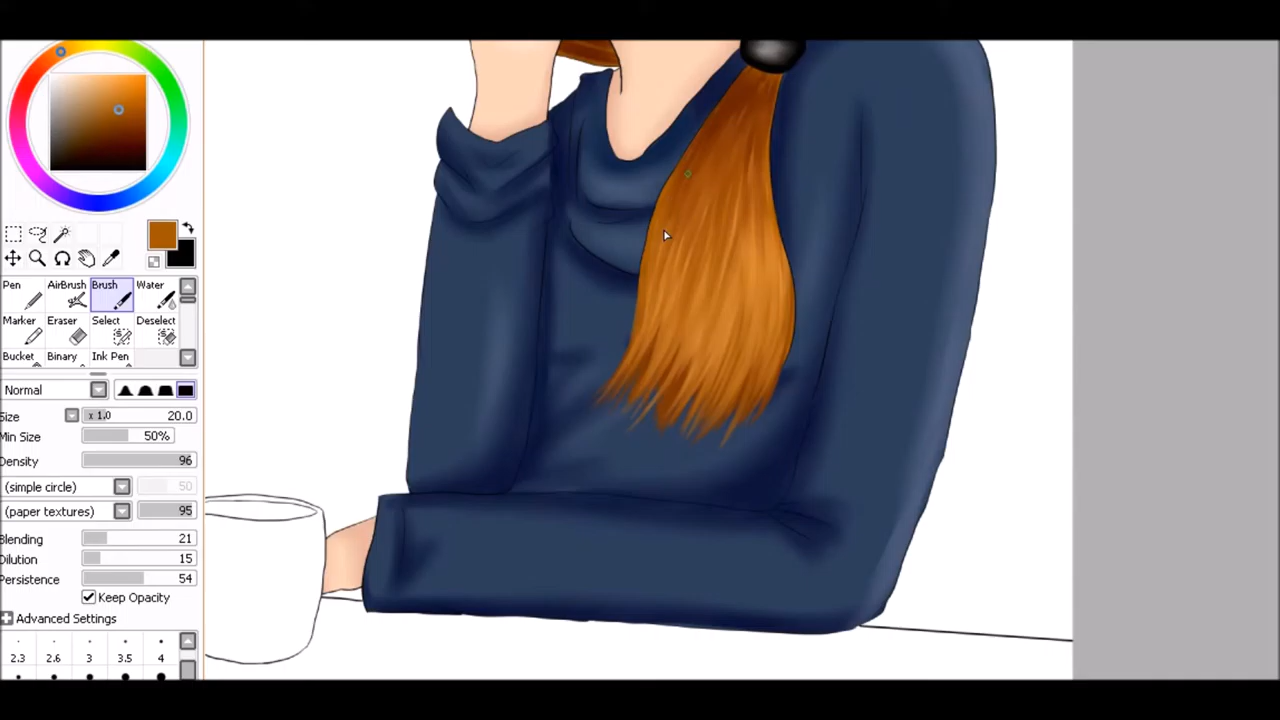 Pen AirBrush Brush Water
Marker Eraser Select Deselect
Bucket Binary Ink Pen
Normal
Size x 1.0 20.0
Min Size 50%
Density 96
(simple circle) 50
(paper textures) 95
Blending 21
Dilution 15
Persistence 54
Keep Opacity
Advanced Settings
2.3 2.6 3 3.5 4